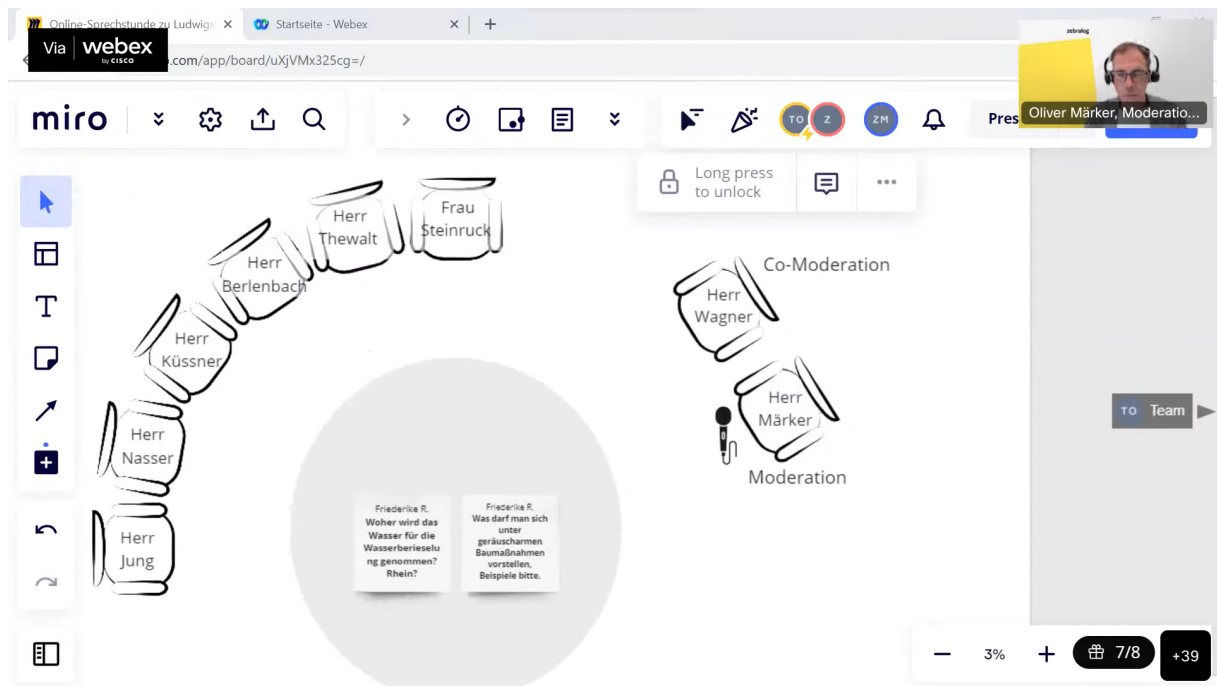 Online-Sprechstunde zu Ludwigs
Startseite - Webex
Via webex
by CISCO
.com/app/board/uXjVMx325cg=/
zebralog
Oliver Märker, Moderatio...
miro
TO
Z
ZM
Pres
Long press
to unlock
Frau
Steinruck
Herr
Thewalt
Herr
Berlenbach
Herr
Küssner
Herr
Nasser
Herr
Jung
Co-Moderation
Herr
Wagner
Herr
Märker
Moderation
TO Team
Friederike R.
Woher wird das
Wasser für die
Wasserberieselu
ng genommen?
Rhein?
Friederike R.
Was darf man sich
unter
geräuscharmen
Baumaßnahmen
vorstellen,
Beispiele bitte.
3%
7/8
+39